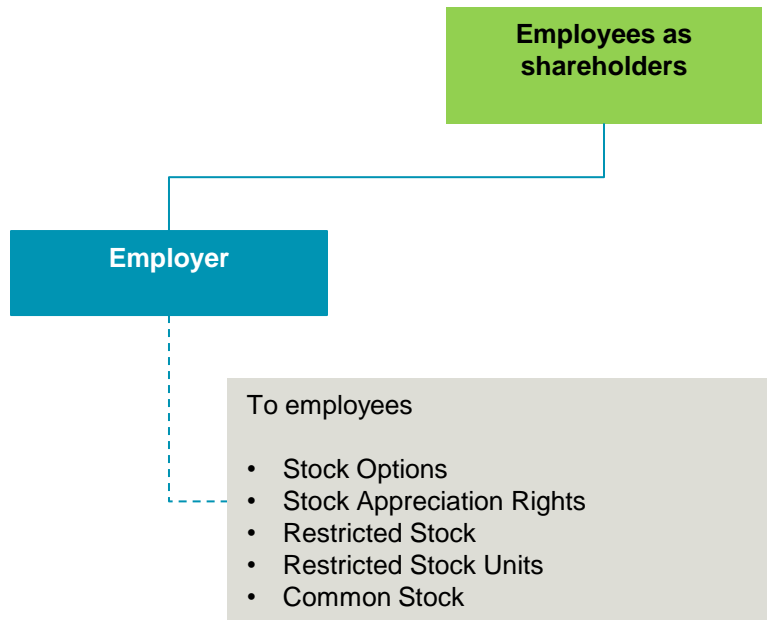 Employees as
shareholders
Employer
To employees
• Stock Options
• Stock Appreciation Rights
• Restricted Stock
• Restricted Stock Units
• Common Stock